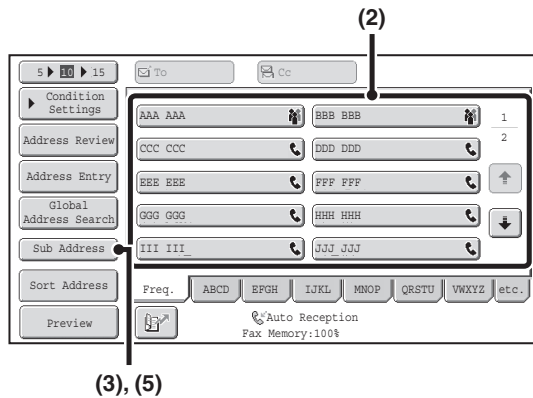 (2)
5 10 15
To
Cc
Condition
Settings
Address Review
Address Entry
Global
Address Search
Sub Address
Sort Address
Preview
AAA AAA
BBB BBB
CCC CCC
DDD DDD
EEE EEE
FFF FFF
GGG GGG
HHH HHH
III III
JJJ JJJ
1
2
Freq.
ABCD
EFGH
IJKL
MNOP
QRSTU
VWXYZ
etc.
Auto Reception
Fax Memory:100%
(3), (5)